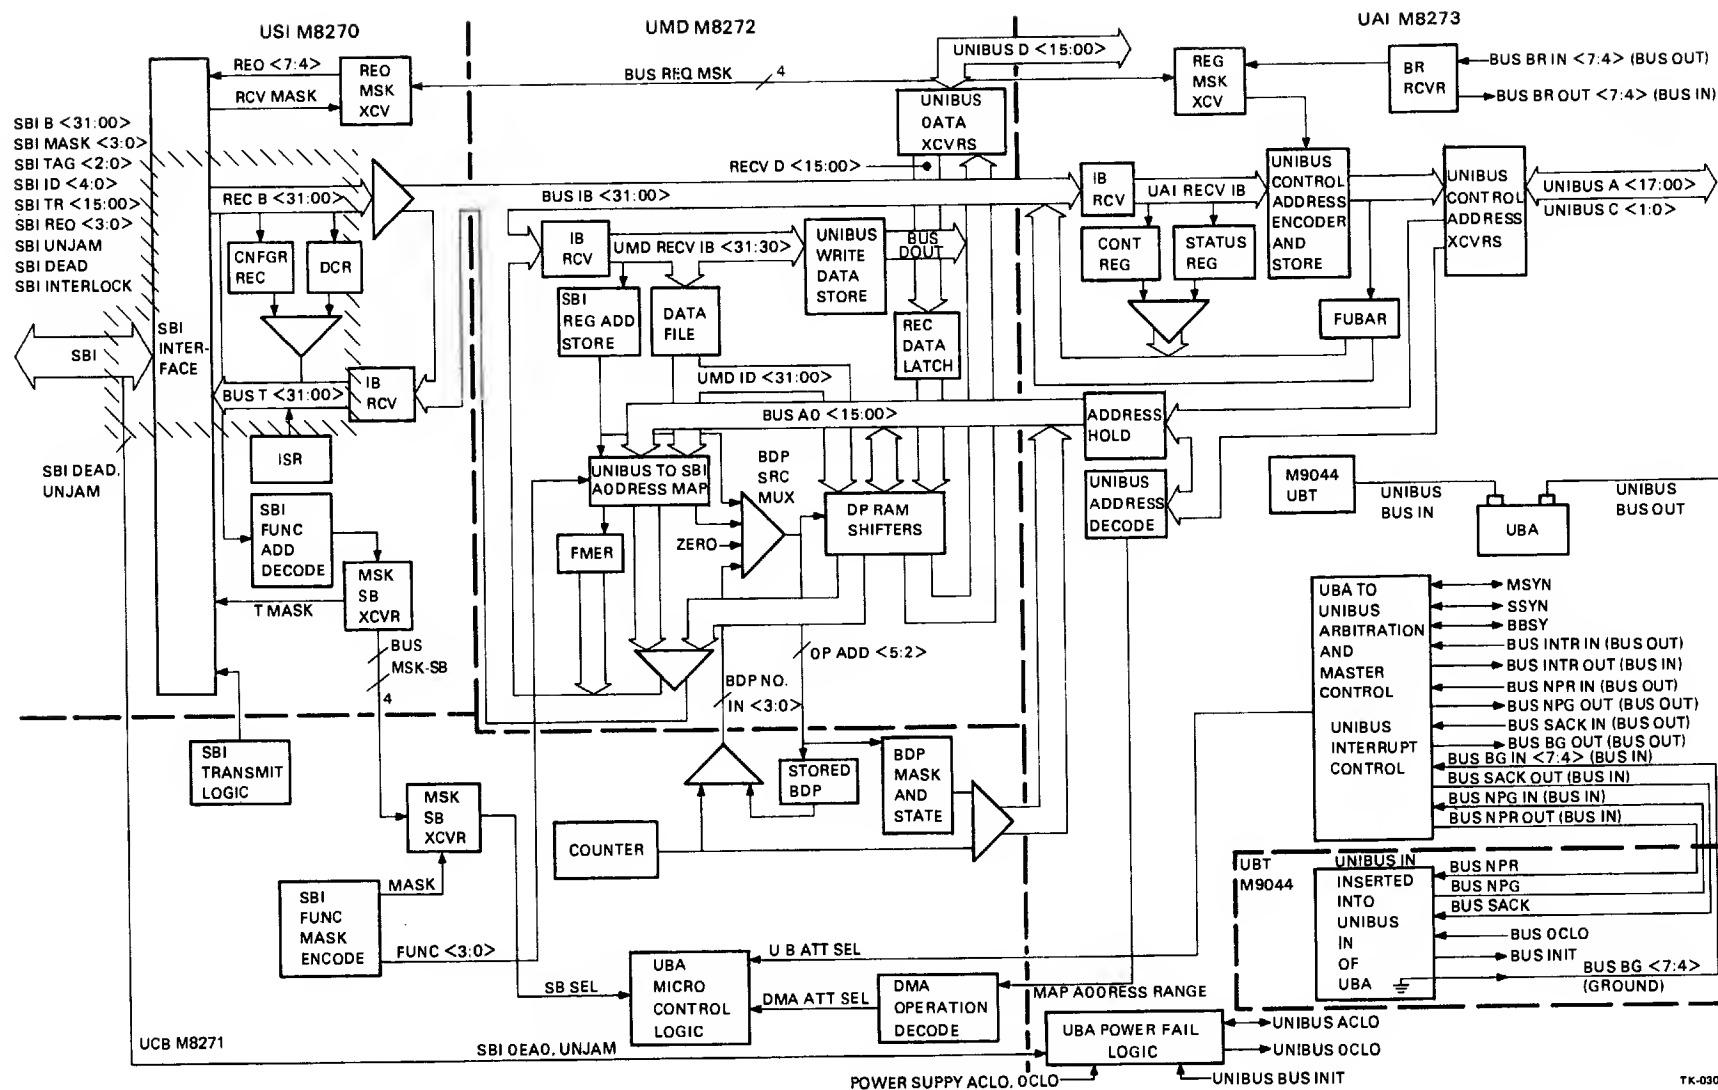 USI M8270
UMD M8272
UAI M8273
REO <7:4>
RCV MASK
REO
MSK
XCV
BUS REQ MSK
4
UNIBUS D <15:00>
UNIBUS
0ATA
XCVRS
REG
MSK
XCV
BR
RCVR
BUS BR IN <7:4> (BUS OUT)
BUS BR OUT <7:4> (BUS IN)
SBI B <31:00>
SBI MASK <3:0>
SBI TAG <2:0>
SBI ID <4:0>
SBI TR <15:00>
SBI REO <3:0>
SBI UNJAM
SBI DEAD
SBI INTERLOCK
REC B <31:00>
CNFGR
REC
DCR
SBI
SBI
INTER-
FACE
BUS T <31:00>
IB
RCV
ISR
SBI DEAD,
UNJAM
SBI
FUNC
ADD
DECODE
MSK
SB
XCVR
T MASK
BUS
MSK-SB
4
SBI
TRANSMIT
LOGIC
RECV D <15:00>
BUS IB <31:00>
IB
RCV
UMD RECV IB <31:30>
UNIBUS
WRITE
DATA
STORE
BUS
DOUT
SBI
REG ADD
STORE
DATA
FILE
REC
DATA
LATCH
UMD ID <31:00>
BUS A0 <15:00>
UNIBUS TO SBI
A0DRESS MAP
BDP
SRC
MUX
ZERO
FMER
DP RAM
SHIFTERS
0P ADD <5:2>
BDP NO.
IN <3:0>
IB
RCV
UAI RECV IB
CONT
REG
STATUS
REG
UNIBUS
CONTROL
ADDRESS
ENCODER
AND
STORE
UNIBUS
CONTROL
ADDRESS
XCVRS
UNIBUS A <17:00>
UNIBUS C <1:0>
FUBAR
ADDRESS
HOLD
UNIBUS
ADDRESS
DECODE
M9044
UBT
UNIBUS
BUS IN
UBA
UNIBUS
BUS OUT
UBA TO
UNIBUS
ARBITRATION
AND
MASTER
CONTROL
UNIBUS
INTERRUPT
CONTROL
MSYN
SSYN
BBSY
BUS INTR IN (BUS OUT)
BUS INTR OUT (BUS IN)
BUS NPR IN (BUS OUT)
BUS NPG OUT (BUS OUT)
BUS SACK IN (BUS OUT)
BUS BG OUT (BUS OUT)
BUS BG IN <7:4> (BUS IN)
BUS SACK OUT (BUS IN)
BUS NPG IN (BUS IN)
BUS NPR OUT (BUS IN)
STORED
BDP
BDP
MASK
AND
STATE
COUNTER
MSK
SB
XCVR
MASK
SBI
FUNC
MASK
ENCODE
FUNC <3:0>
SB SEL
UBA
MICRO
CONTROL
LOGIC
U B ATT SEL
DMA ATT SEL
DMA
OPERATION
DECODE
MAP A0DRESS RANGE
UBT
M9044
UNIBUS IN
INSERTED
INTO
UNIBUS
IN
OF
UBA
BUS NPR
BUS NPG
BUS SACK
BUS 0CLO
BUS INIT
BUS BG <7:4>
(GROUND)
UCB M8271
SBI 0EA0, UNJAM
UBA POWER FAIL
LOGIC
UNIBUS ACLO
UNIBUS 0CLO
POWER SUPPLY ACLO, 0CLO
UNIBUS BUS INIT
TK-030